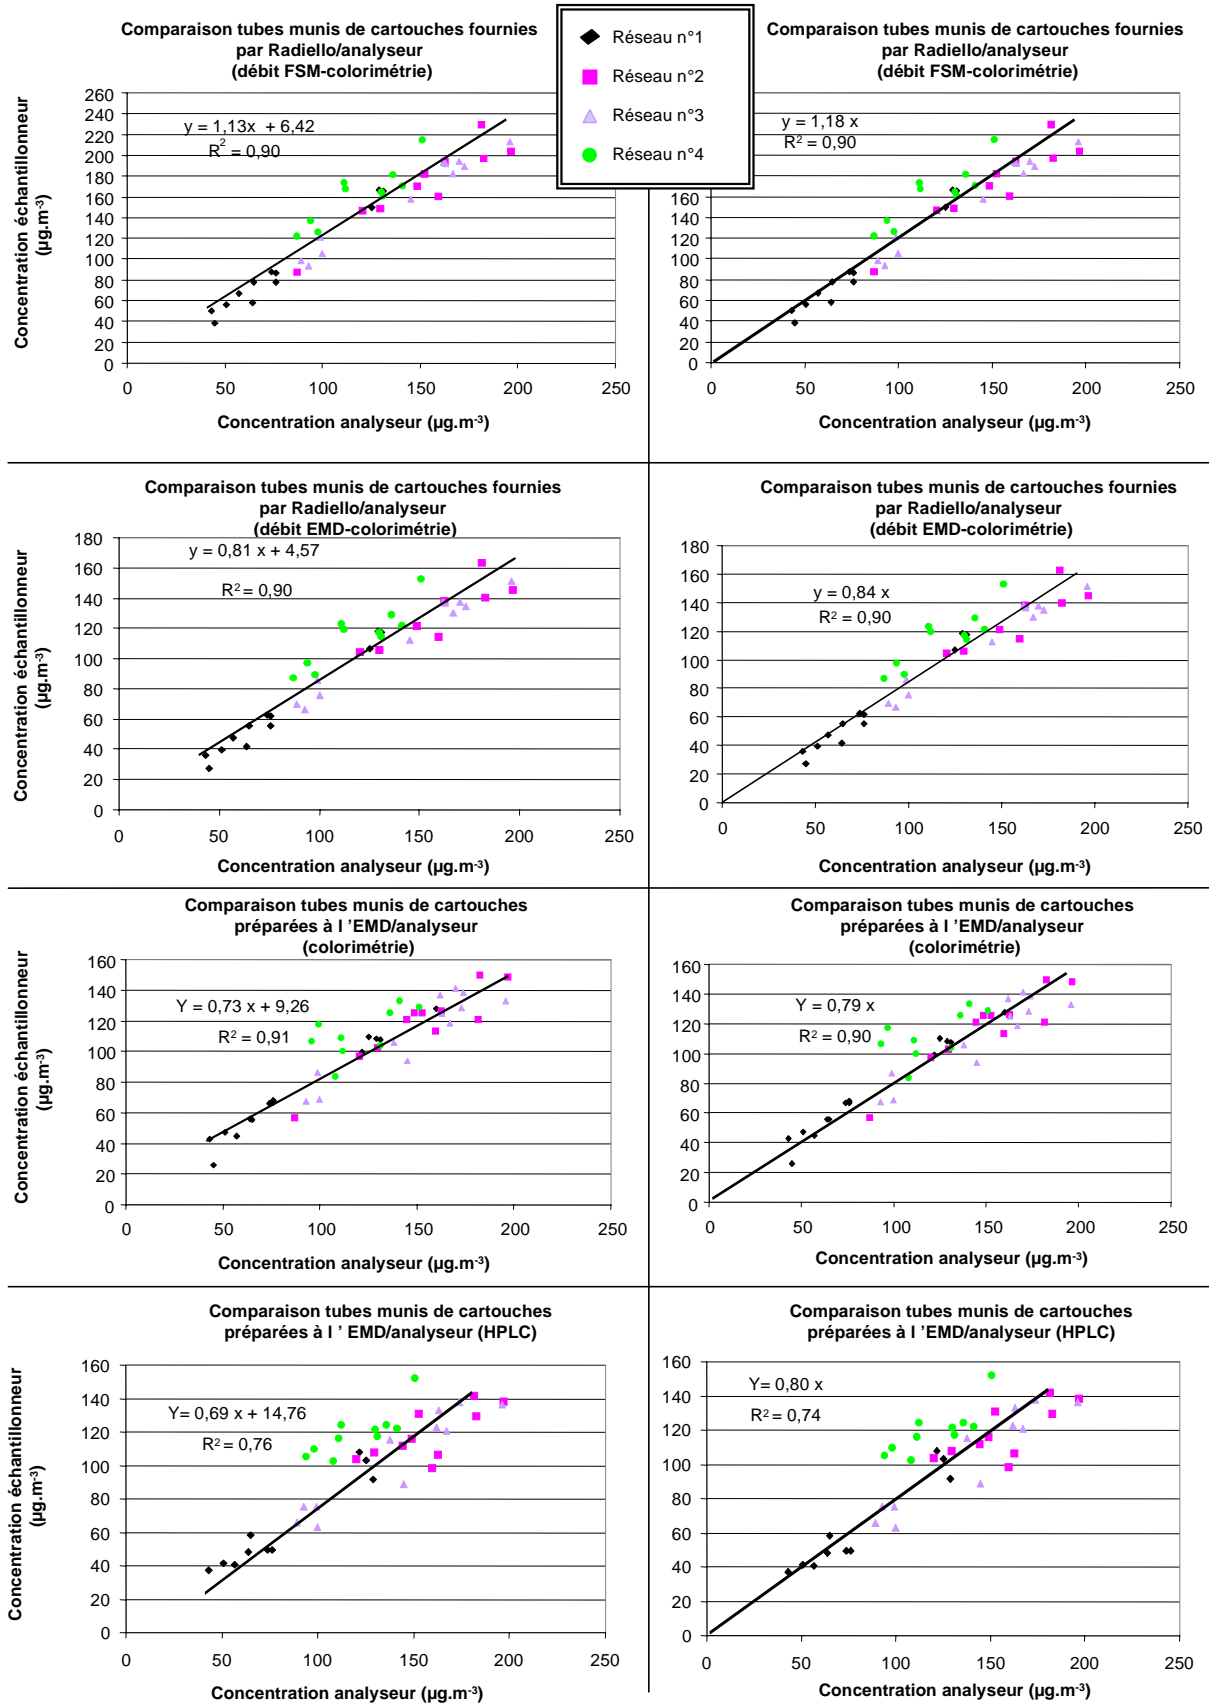 Comparaison tubes munis de cartouches fournies
par Radiello/analyseur
(débit FSM-colorimétrie)
Concentration échantillonneur
(µg.m-3)
260
240
220
200
180
160
140
120
100
80
60
40
20
0
y = 1,13x + 6,42
R2 = 0,90
0 50 100 150 200 250
Concentration analyseur (µg.m-3)
Réseau n°1
Réseau n°2
Réseau n°3
Réseau n°4
Comparaison tubes munis de cartouches fournies
par Radiello/analyseur
(débit FSM-colorimétrie)
260
240
220
200
180
160
140
120
100
80
60
40
20
0
y = 1,18 x
R2 = 0,90
0 50 100 150 200 250
Concentration analyseur (µg.m-3)
Comparaison tubes munis de cartouches fournies
par Radiello/analyseur
(débit EMD-colorimétrie)
Concentration échantillonneur
(µg.m-3)
180
160
140
120
100
80
60
40
20
0
y = 0,81 x + 4,57
R2 = 0,90
0 50 100 150 200 250
Concentration analyseur (µg.m-3)
Comparaison tubes munis de cartouches fournies
par Radiello/analyseur
(débit EMD-colorimétrie)
180
160
140
120
100
80
60
40
20
0
y = 0,84 x
R2 = 0,90
0 50 100 150 200 250
Concentration analyseur (µg.m-3)
Comparaison tubes munis de cartouches
préparées à l ’EMD/analyseur
(colorimétrie)
Concentration échantillonneur
(µg.m-3)
160
140
120
100
80
60
40
20
0
Y = 0,73 x + 9,26
R2 = 0,91
0 50 100 150 200 250
Concentration analyseur (µg.m-3)
Comparaison tubes munis de cartouches
préparées à l ’EMD/analyseur
(colorimétrie)
160
140
120
100
80
60
40
20
0
Y = 0,79 x
R2 = 0,90
0 50 100 150 200 250
Concentration analyseur (µg.m-3)
Comparaison tubes munis de cartouches
préparées à l ’ EMD/analyseur (HPLC)
Concentration échantillonneur
(µg.m-3)
160
140
120
100
80
60
40
20
0
Y= 0,69 x + 14,76
R2 = 0,76
0 50 100 150 200 250
Concentration analyseur (µg.m-3)
Comparaison tubes munis de cartouches
préparées à l ’EMD/analyseur (HPLC)
160
140
120
100
80
60
40
20
0
Y= 0,80 x
R2 = 0,74
0 50 100 150 200 250
Concentration analyseur (µg.m-3)